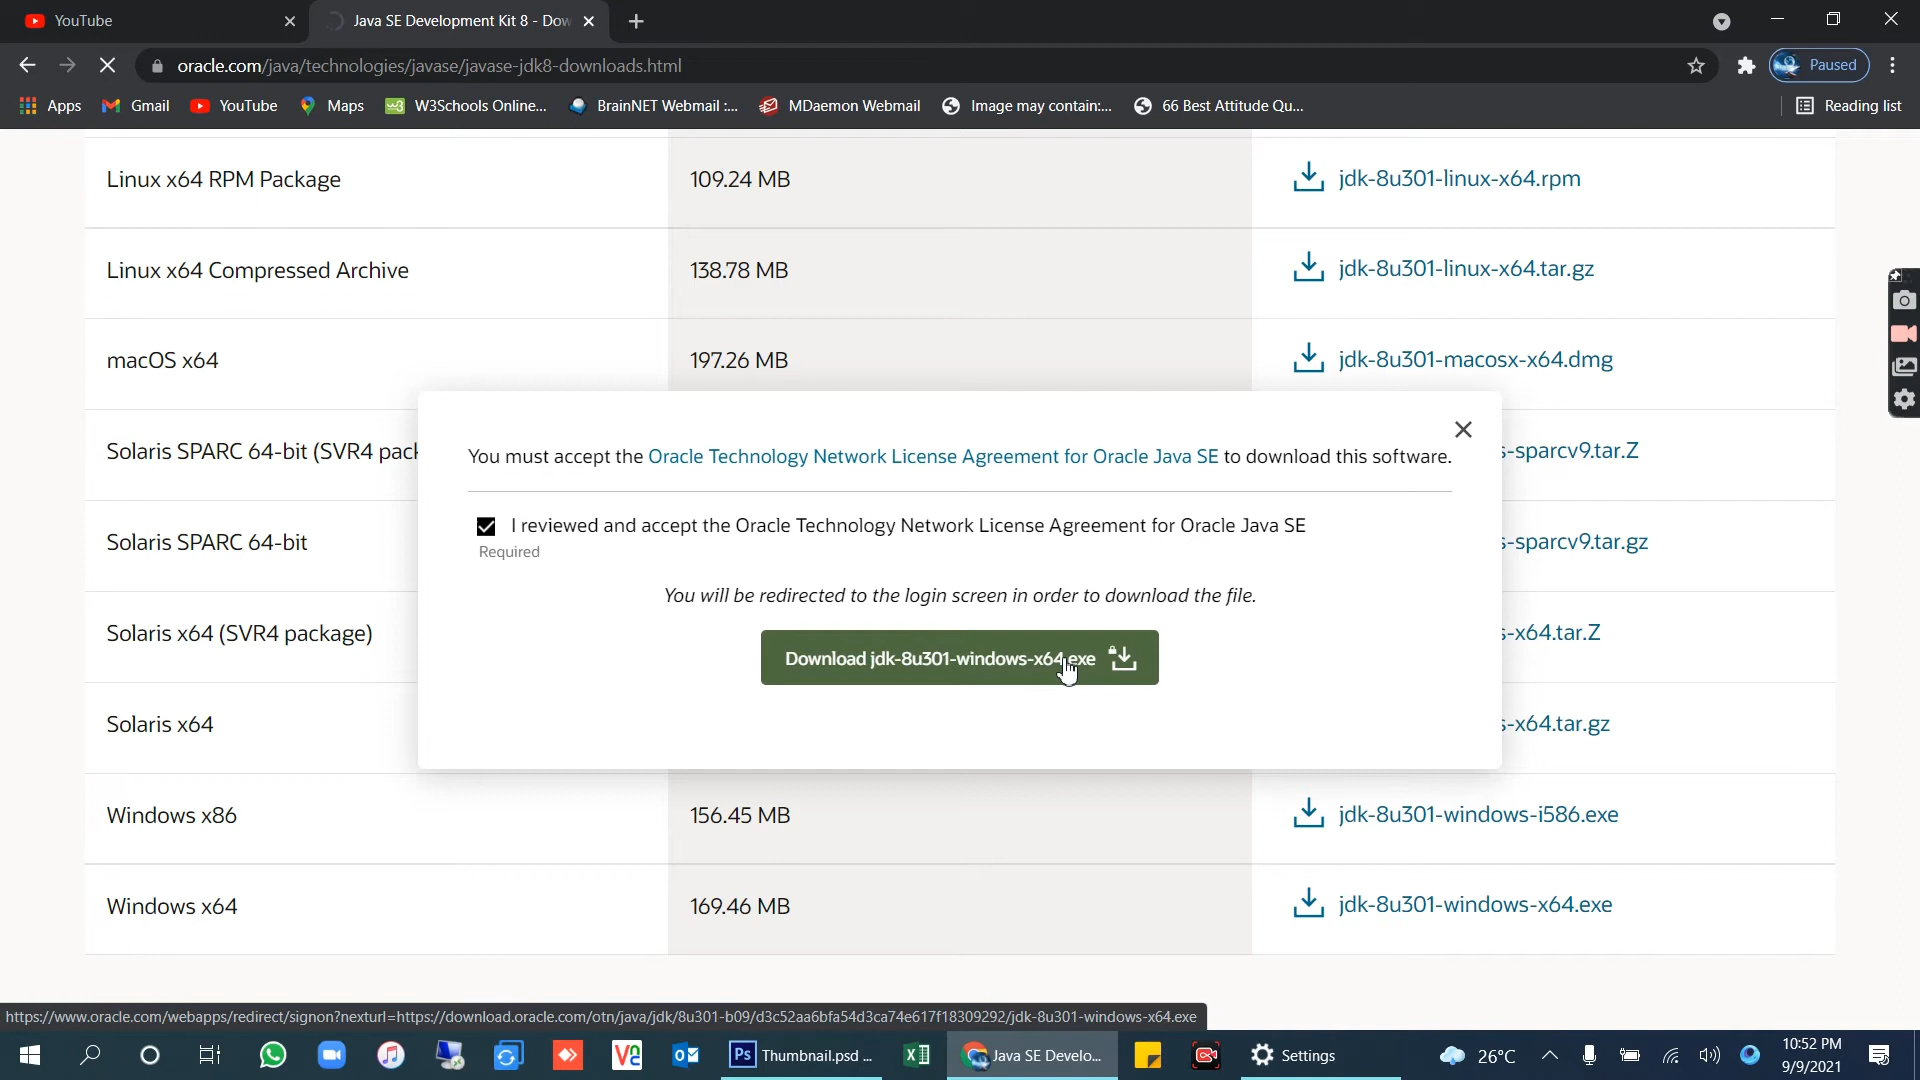 YouTube
Java SE Development Kit 8 - Dow
oracle.com/java/technologies/javase/javase-jdk8-downloads.html
Paused
Apps
Gmail
YouTube
Maps
W3Schools Online...
BrainNET Webmail :...
MDaemon Webmail
Image may contain:...
66 Best Attitude Qu...
Reading list
Linux x64 RPM Package
109.24 MB
jdk-8u301-linux-x64.rpm
Linux x64 Compressed Archive
138.78 MB
jdk-8u301-linux-x64.tar.gz
macOS x64
197.26 MB
jdk-8u301-macosx-x64.dmg
Solaris SPARC 64-bit (SVR4 pack
s-sparcv9.tar.Z
Solaris SPARC 64-bit
s-sparcv9.tar.gz
Solaris x64 (SVR4 package)
s-x64.tar.Z
Solaris x64
s-x64.tar.gz
You must accept the Oracle Technology Network License Agreement for Oracle Java SE to download this software.
I reviewed and accept the Oracle Technology Network License Agreement for Oracle Java SE
Required
You will be redirected to the login screen in order to download the file.
Download jdk-8u301-windows-x64.exe
Windows x86
156.45 MB
jdk-8u301-windows-i586.exe
Windows x64
169.46 MB
jdk-8u301-windows-x64.exe
https://www.oracle.com/webapps/redirect/signon?nexturl=https://download.oracle.com/otn/java/jdk/8u301-b09/d3c52aa6bfa54d3ca74e617f18309292/jdk-8u301-windows-x64.exe
Ps
Thumbnail.psd ...
Java SE Develo...
Settings
26°C
10:52 PM
9/9/2021